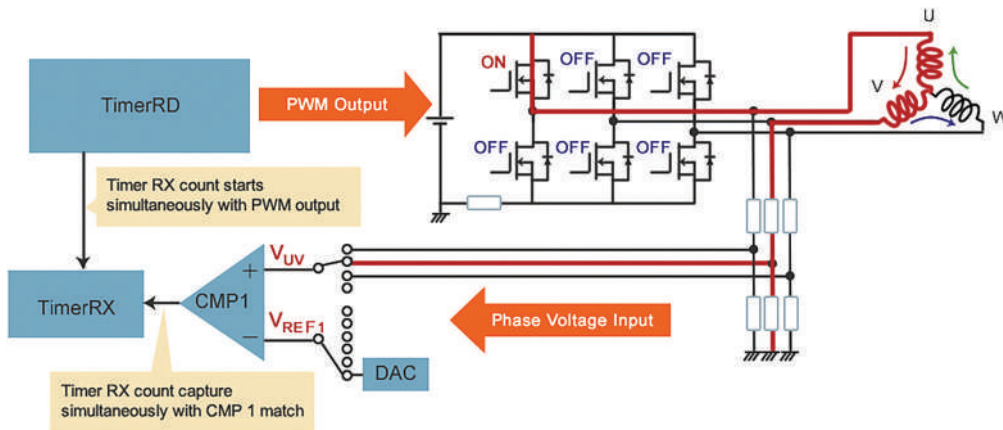 TimerRD
PWM Output
ON
OFF
OFF
OFF
OFF
OFF
U
V
W
Timer RX count starts
simultaneously with PWM output
TimerRX
CMP1
+
−
VUV
VREF1
DAC
Phase Voltage Input
Timer RX count capture
simultaneously with CMP 1 match